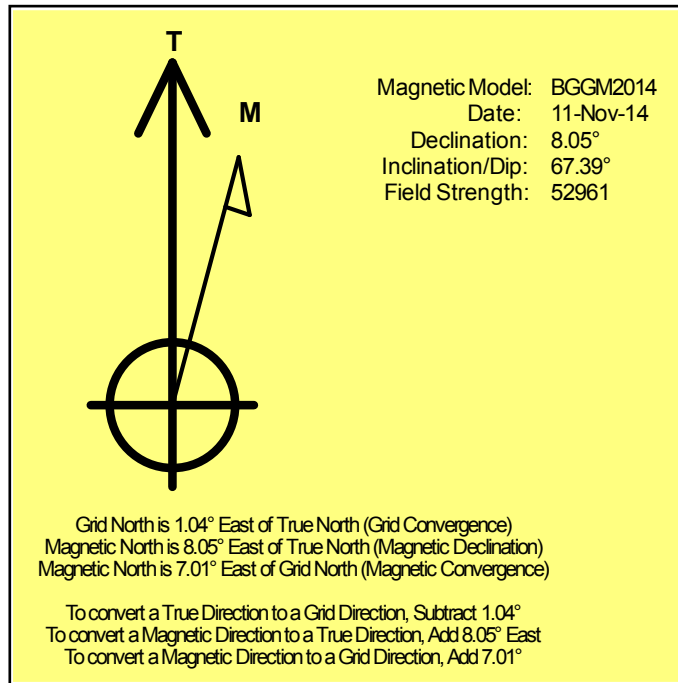 T
M
Magnetic Model: BGGM2014
Date: 11-Nov-14
Declination: 8.05°
Inclination/Dip: 67.39°
Field Strength: 52961
Grid North is 1.04° East of True North (Grid Convergence)
Magnetic North is 8.05° East of True North (Magnetic Declination)
Magnetic North is 7.01° East of Grid North (Magnetic Convergence)
To convert a True Direction to a Grid Direction, Subtract 1.04°
To convert a Magnetic Direction to a True Direction, Add 8.05° East
To convert a Magnetic Direction to a Grid Direction, Add 7.01°